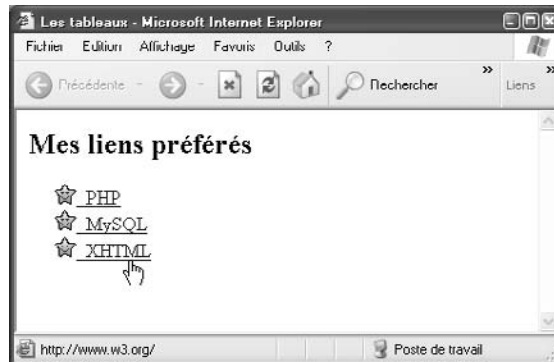 Les tableaux - Microsoft Internet Explorer
Fichier Edition Affichage Favoris Outils ?
Précédente Rechercher » Liens »
Mes liens préférés
PHP
MySQL
XHTML
http://www.w3.org/ Poste de travail